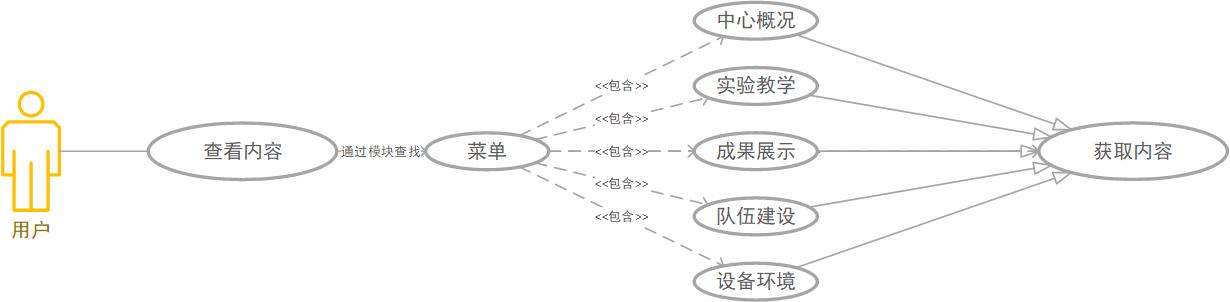 用户
查看内容
通过模块查找
菜单
<<包含>>
<<包含>>
<<包含>>
<<包含>>
<<包含>>
中心概况
实验教学
成果展示
队伍建设
设备环境
获取内容